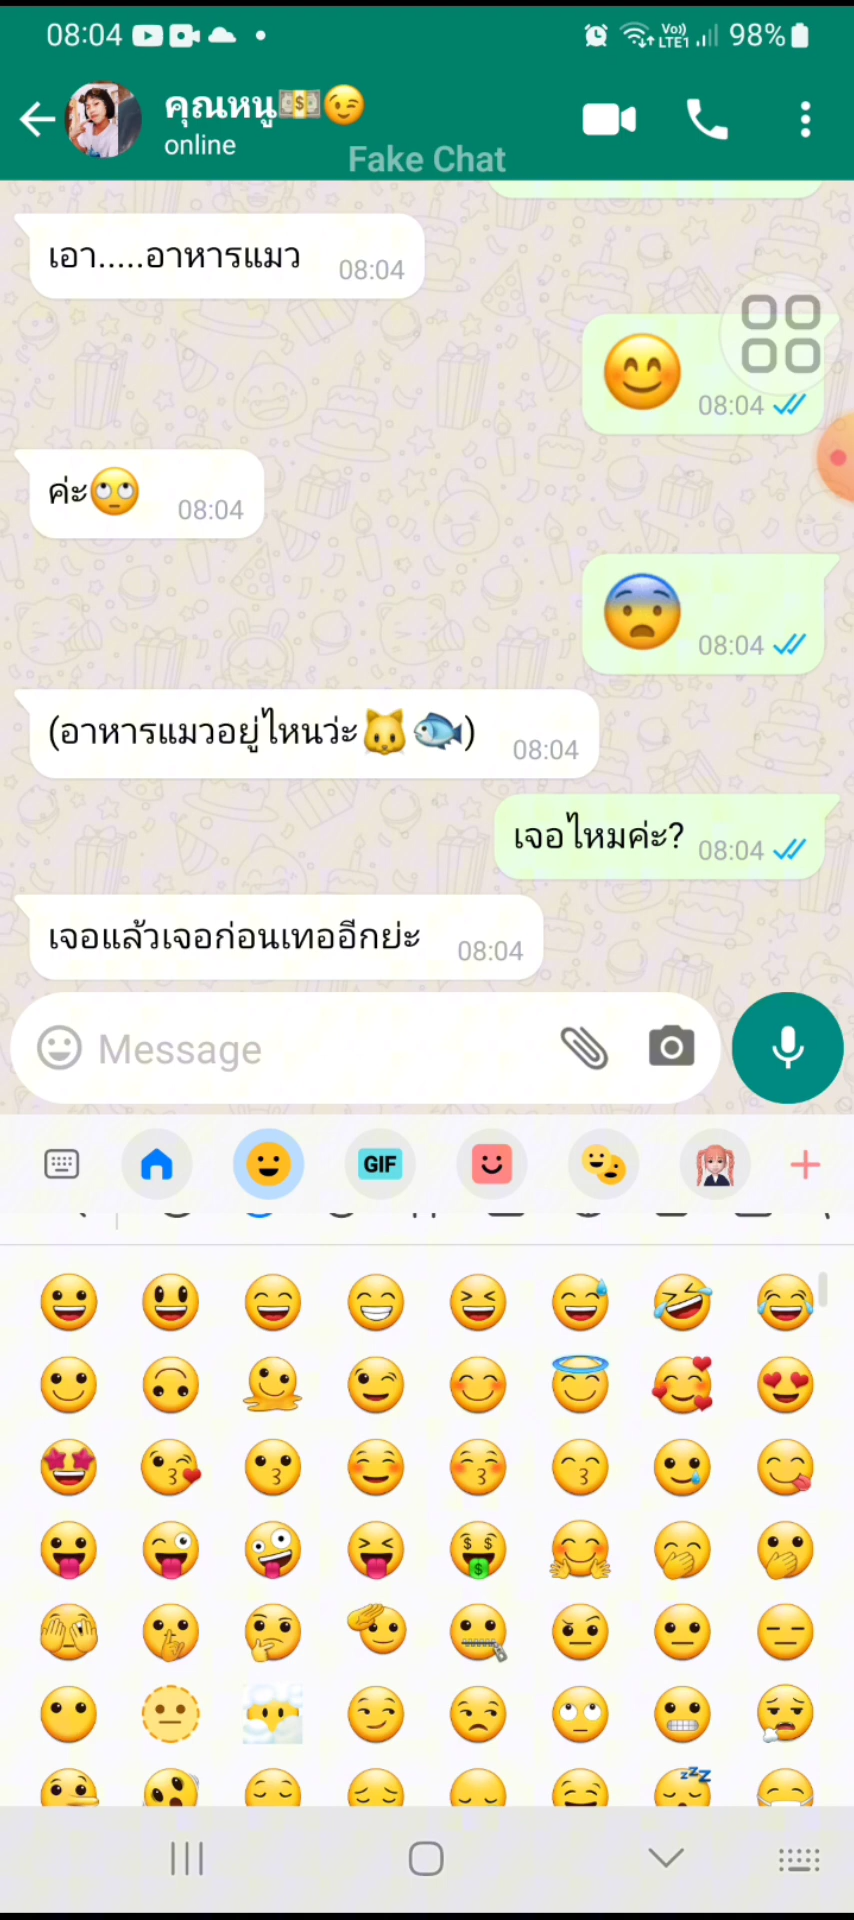 08:04
Vo)) LTE1 98%
คุณหนู💵😉
online
Fake Chat
เอา.....อาหารแมว 08:04
😊 08:04
ค่ะ🙄 08:04
😨 08:04
(อาหารแมวอยู่ไหนว่ะ🐱🐟) 08:04
เจอไหมค่ะ? 08:04
เจอแล้วเจอก่อนเทออีกย่ะ 08:04
Message
GIF